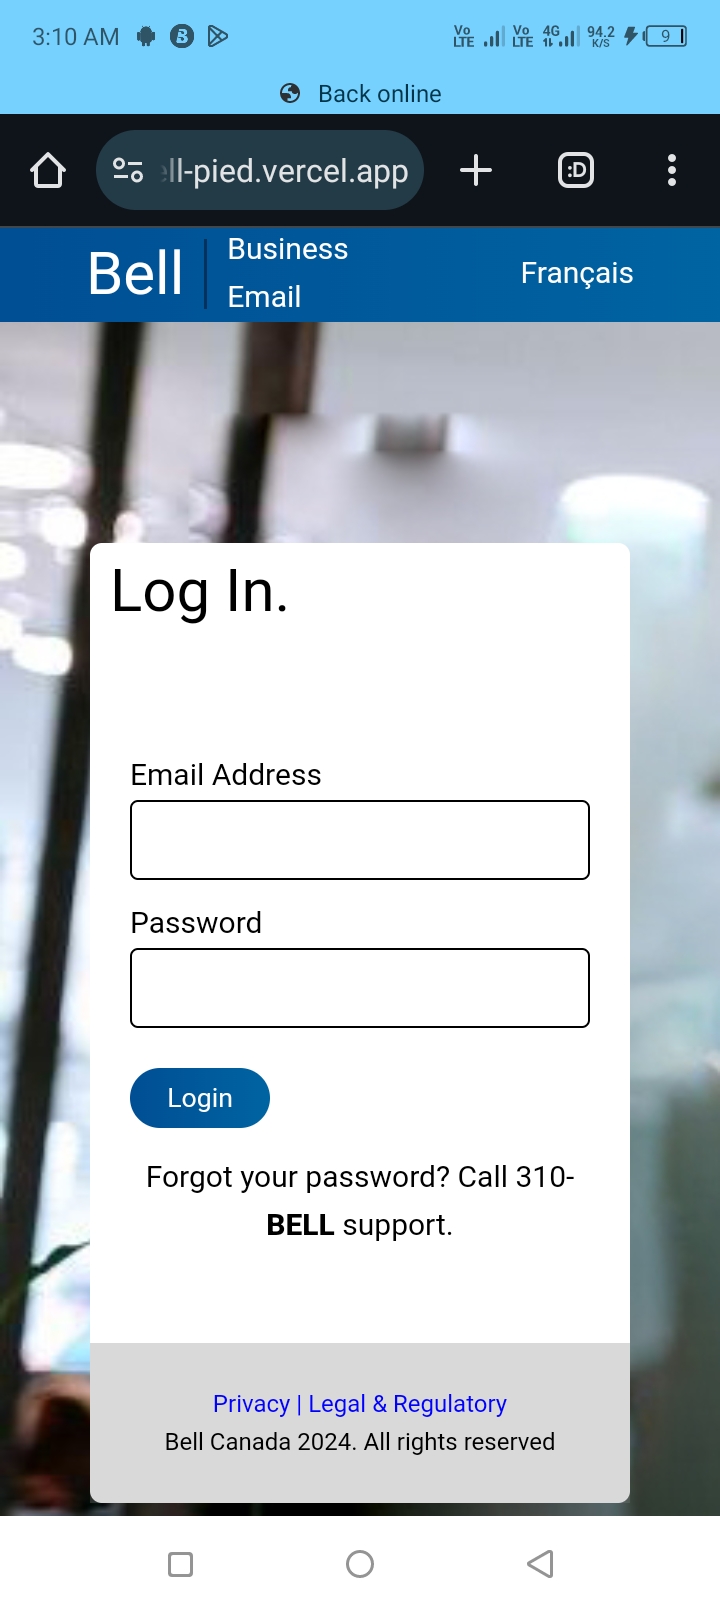 3:10 AM Vo LTE Vo LTE 4G 94.2 K/S 9
Back online
ll-pied.vercel.app :D
Bell
Business
Email
Français
Log In.
Email Address
Password
Login
Forgot your password? Call 310-
BELL support.
Privacy | Legal & Regulatory
Bell Canada 2024. All rights reserved